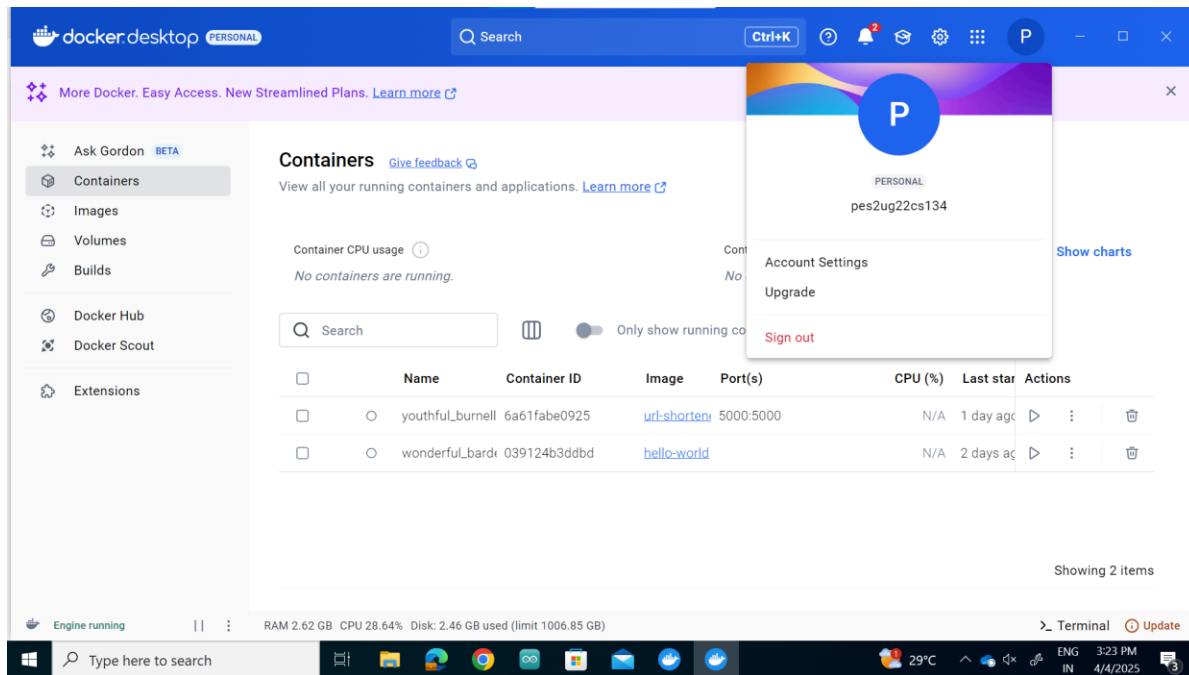 docker.desktop PERSONAL
Search
Ctrl+K
2
P
More Docker. Easy Access. New Streamlined Plans. Learn more
P
PERSONAL
pes2ug22cs134
Account Settings
Upgrade
Sign out
Ask Gordon BETA
Containers
Images
Volumes
Builds
Docker Hub
Docker Scout
Extensions
Containers Give feedback
View all your running containers and applications. Learn more
Container CPU usage
No containers are running.
Cont
No
Show charts
Search
Only show running co
Name Container ID Image Port(s) CPU (%) Last star Actions
youthful_burnell 6a61fabe0925 url-shortene 5000:5000 N/A 1 day ago
wonderful_barde 039124b3ddbd hello-world N/A 2 days ag
Showing 2 items
Engine running
RAM 2.62 GB CPU 28.64% Disk: 2.46 GB used (limit 1006.85 GB)
>_ Terminal
Update
Type here to search
29°C
ENG
IN
3:23 PM
4/4/2025
3